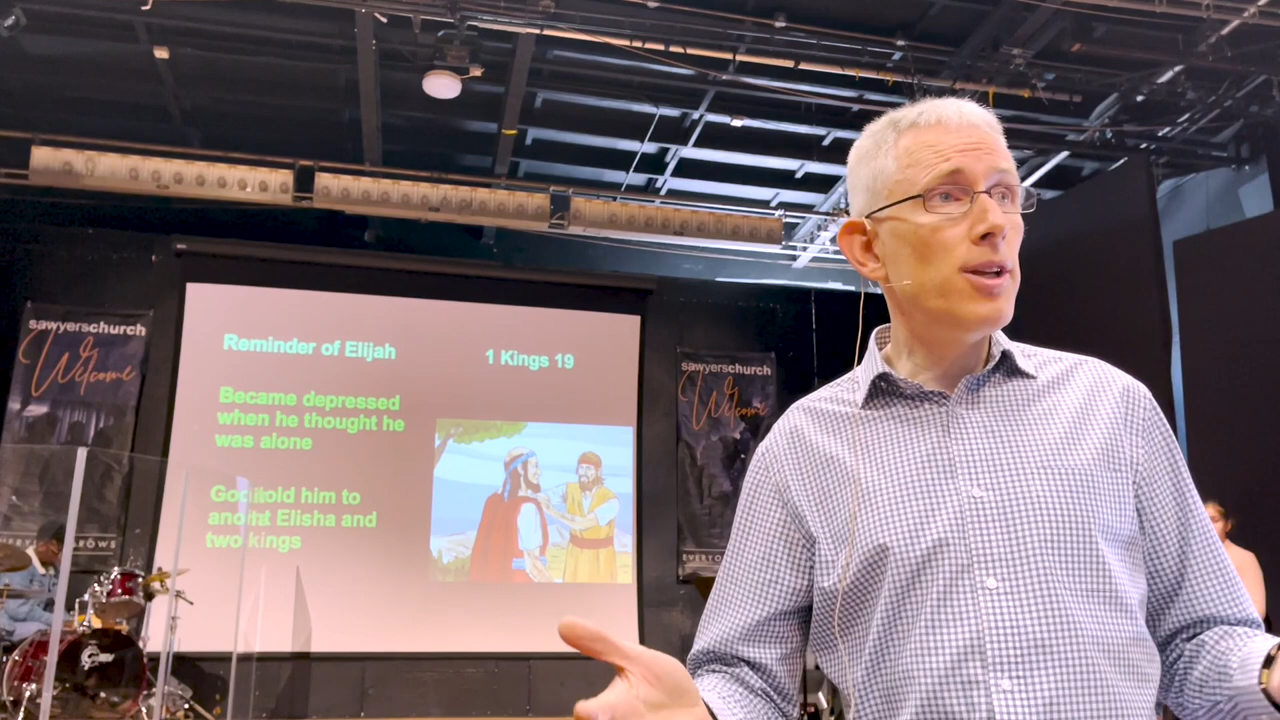 sawyerschurch
Welcome
Reminder of Elijah
1 Kings 19
Became depressed
when he thought he
was alone
God told him to
anoint Elisha and
two kings
sawyerschurch
Welcome